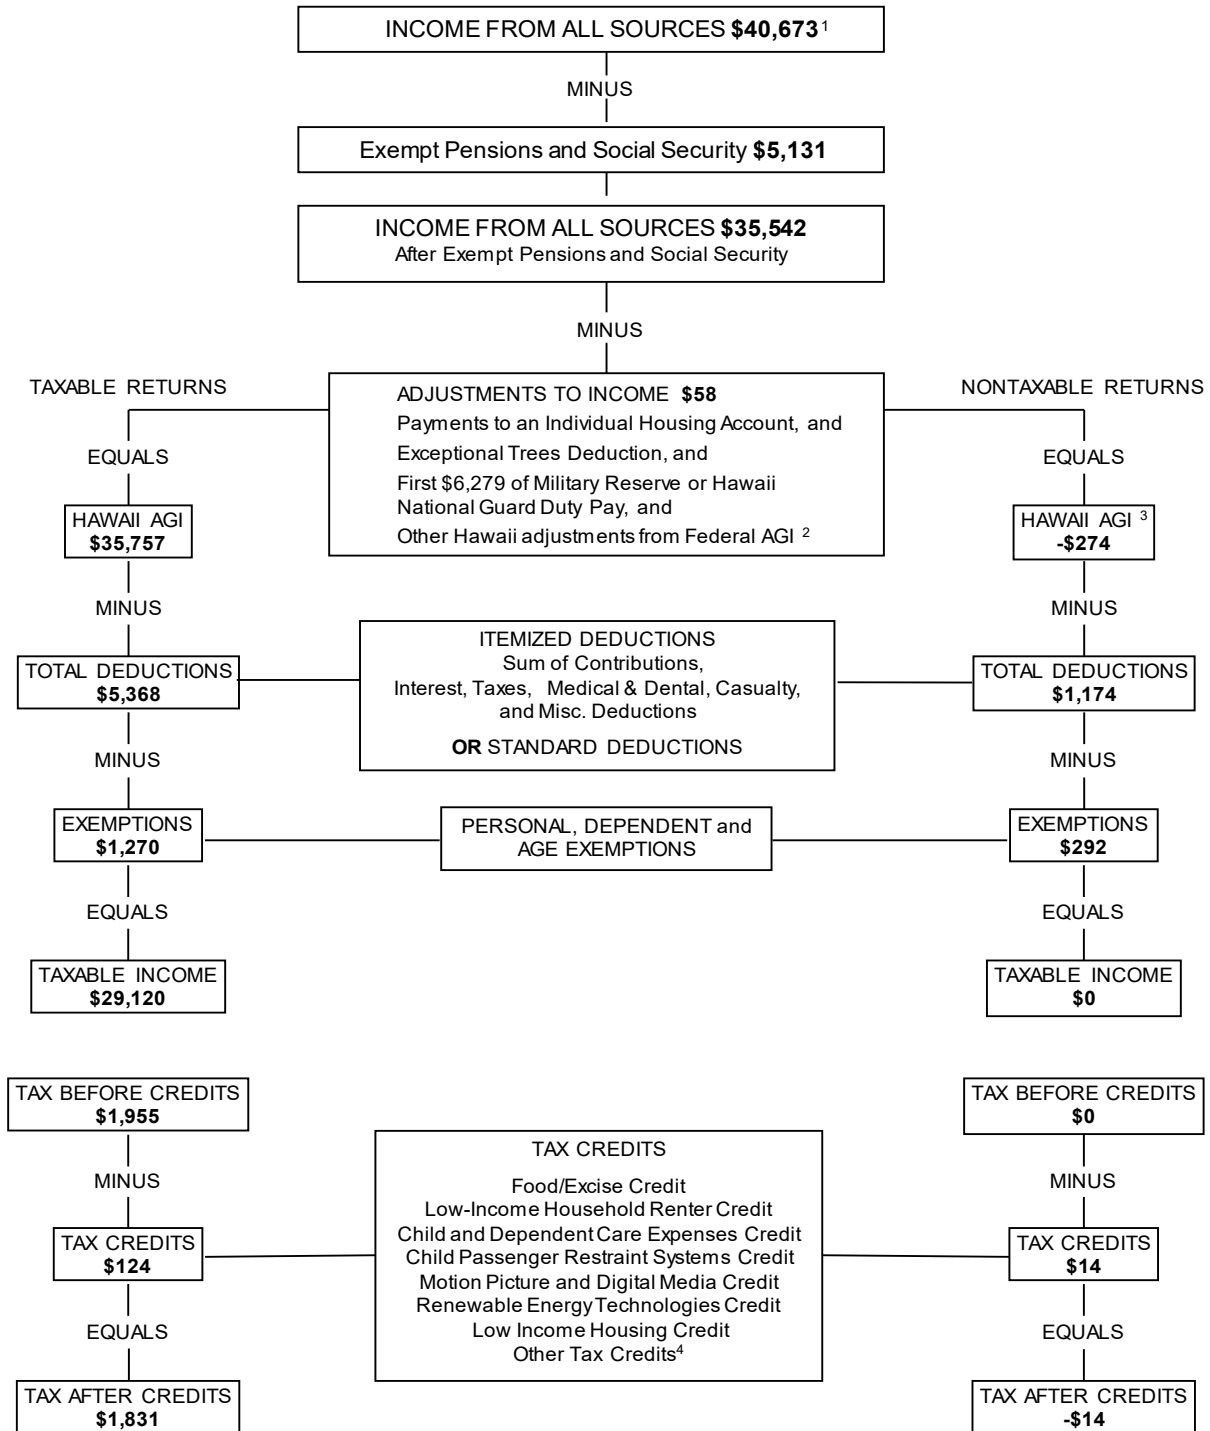 INCOME FROM ALL SOURCES $40,673 1
MINUS
Exempt Pensions and Social Security $5,131
INCOME FROM ALL SOURCES $35,542
After Exempt Pensions and Social Security
MINUS
TAXABLE RETURNS
NONTAXABLE RETURNS
ADJUSTMENTS TO INCOME $58
Payments to an Individual Housing Account, and
Exceptional Trees Deduction, and
First $6,279 of Military Reserve or Hawaii
National Guard Duty Pay, and
Other Hawaii adjustments from Federal AGI 2
EQUALS
EQUALS
HAWAII AGI
$35,757
HAWAII AGI 3
-$274
MINUS
MINUS
TOTAL DEDUCTIONS
$5,368
ITEMIZED DEDUCTIONS
Sum of Contributions,
Interest, Taxes, Medical & Dental, Casualty,
and Misc. Deductions
OR STANDARD DEDUCTIONS
TOTAL DEDUCTIONS
$1,174
MINUS
MINUS
EXEMPTIONS
$1,270
PERSONAL, DEPENDENT and
AGE EXEMPTIONS
EXEMPTIONS
$292
EQUALS
EQUALS
TAXABLE INCOME
$29,120
TAXABLE INCOME
$0
TAX BEFORE CREDITS
$1,955
TAX BEFORE CREDITS
$0
MINUS
MINUS
TAX CREDITS
$124
TAX CREDITS
Food/Excise Credit
Low-Income Household Renter Credit
Child and Dependent Care Expenses Credit
Child Passenger Restraint Systems Credit
Motion Picture and Digital Media Credit
Renewable Energy Technologies Credit
Low Income Housing Credit
Other Tax Credits4
TAX CREDITS
$14
EQUALS
EQUALS
TAX AFTER CREDITS
$1,831
TAX AFTER CREDITS
-$14